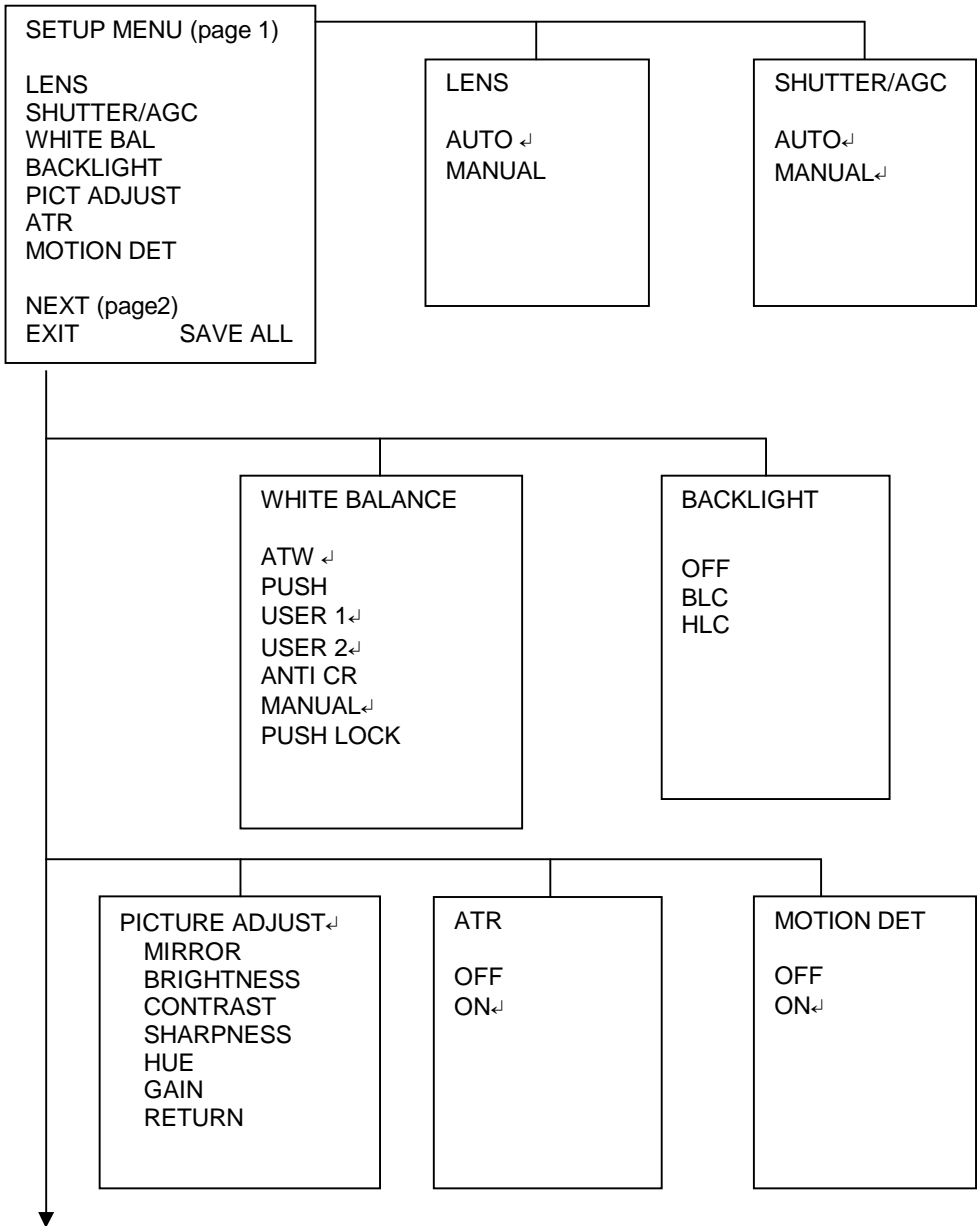 SETUP MENU (page 1)
LENS
SHUTTER/AGC
WHITE BAL
BACKLIGHT
PICT ADJUST
ATR
MOTION DET
NEXT (page2)
EXIT SAVE ALL
LENS
AUTO ↵
MANUAL
SHUTTER/AGC
AUTO↵
MANUAL↵
WHITE BALANCE
ATW ↵
PUSH
USER 1↵
USER 2↵
ANTI CR
MANUAL↵
PUSH LOCK
BACKLIGHT
OFF
BLC
HLC
PICTURE ADJUST↵
MIRROR
BRIGHTNESS
CONTRAST
SHARPNESS
HUE
GAIN
RETURN
ATR
OFF
ON↵
MOTION DET
OFF
ON↵